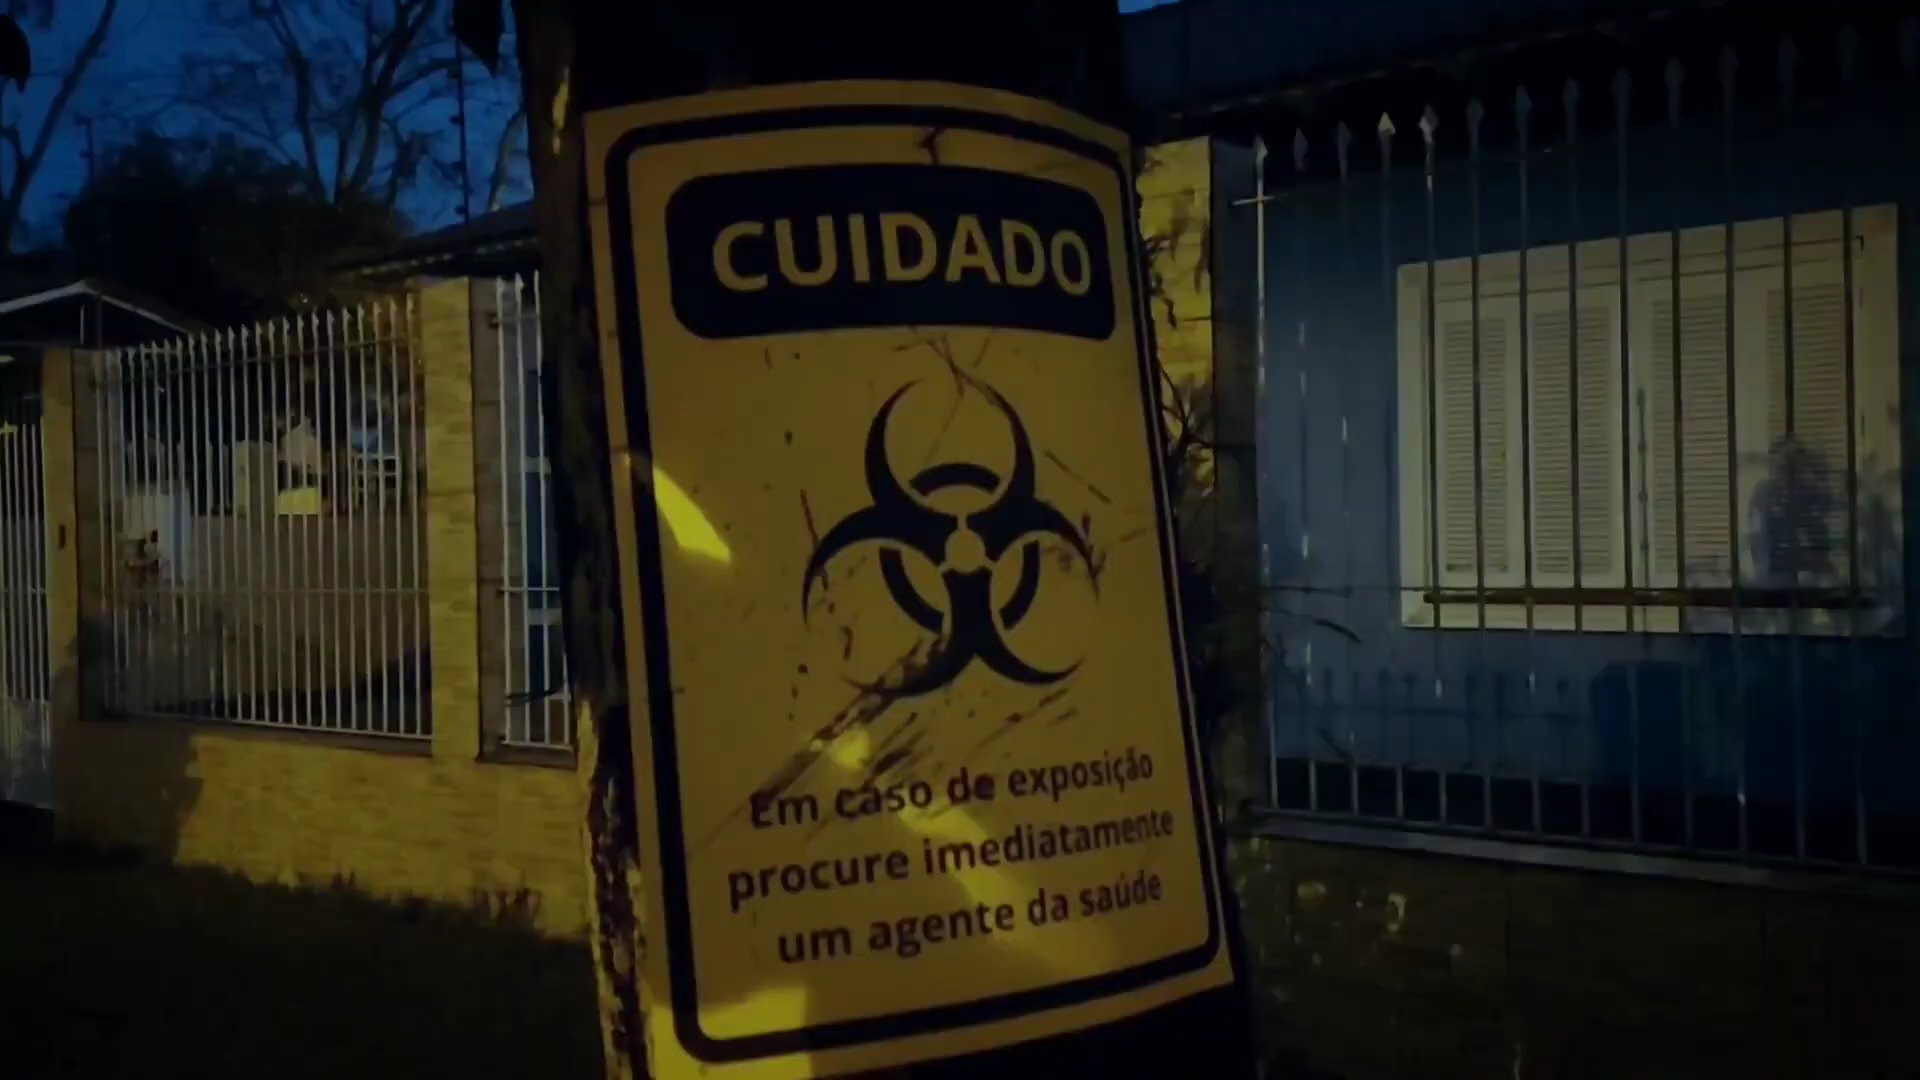 CUIDADO
Em caso de exposição
procure imediatamente
um agente da saúde